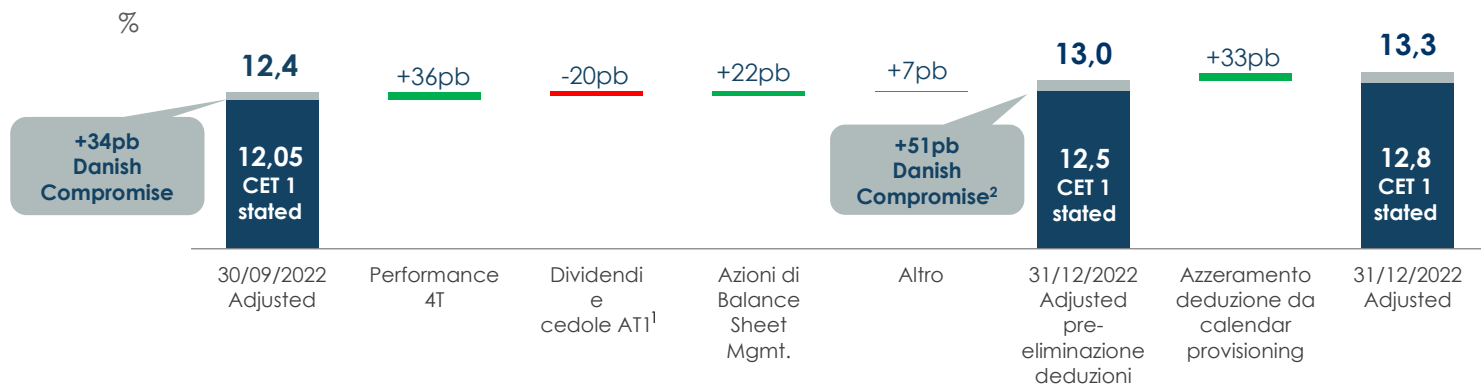 %
12,4
+36pb
-20pb
+22pb
+7pb
13,0
+33pb
13,3
+34pb
Danish
Compromise
12,05
CET 1
stated
+51pb
Danish
Compromise²
12,5
CET 1
stated
12,8
CET 1
stated
30/09/2022
Adjusted
Performance
4T
Dividendi
e
cedole AT1¹
Azioni di
Balance
Sheet
Mgmt.
Altro
31/12/2022
Adjusted
pre-
eliminazione
deduzioni
Azzeramento
deduzione da
calendar
provisioning
31/12/2022
Adjusted